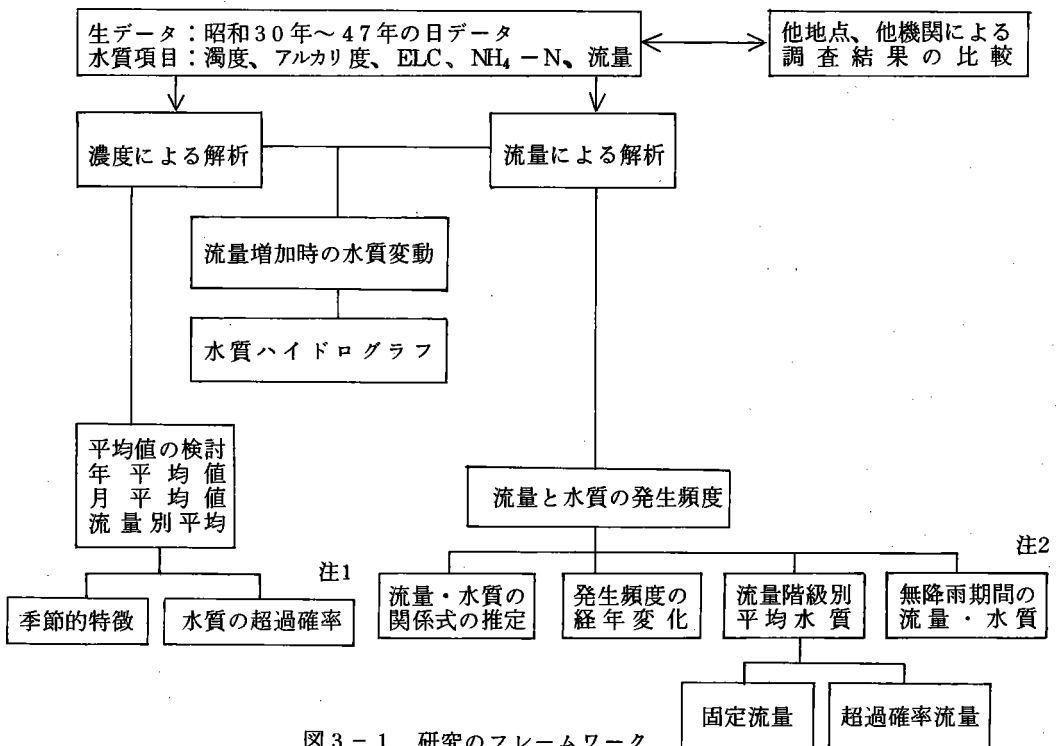 生データ：昭和30年～47年の日データ
水質項目：濁度、アルカリ度、ELC、NH₄－N、流量
他地点、他機関による
調査結果の比較
濃度による解析
流量による解析
流量増加時の水質変動
水質ハイドログラフ
平均値の検討
年平均値
月平均値
流量別平均
流量と水質の発生頻度
注1
注2
季節的特徴
水質の超過確率
流量・水質の
関係式の推定
発生頻度の
経年変化
流量階級別
平均水質
無降雨期間の
流量・水質
固定流量
超過確率流量
図3－1 研究のフレームワーク